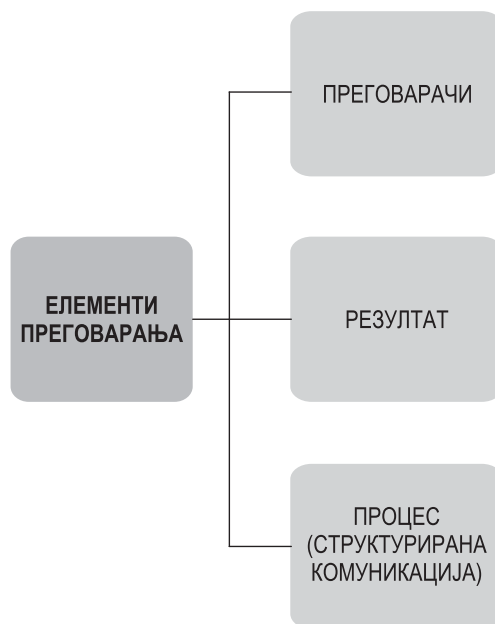 ПРЕГОВАРАЧИ
ЕЛЕМЕНТИ
ПРЕГОВАРАЊА
РЕЗУЛТАТ
ПРОЦЕС
(СТРУКТУРИРАНА
КОМУНИКАЦИЈА)